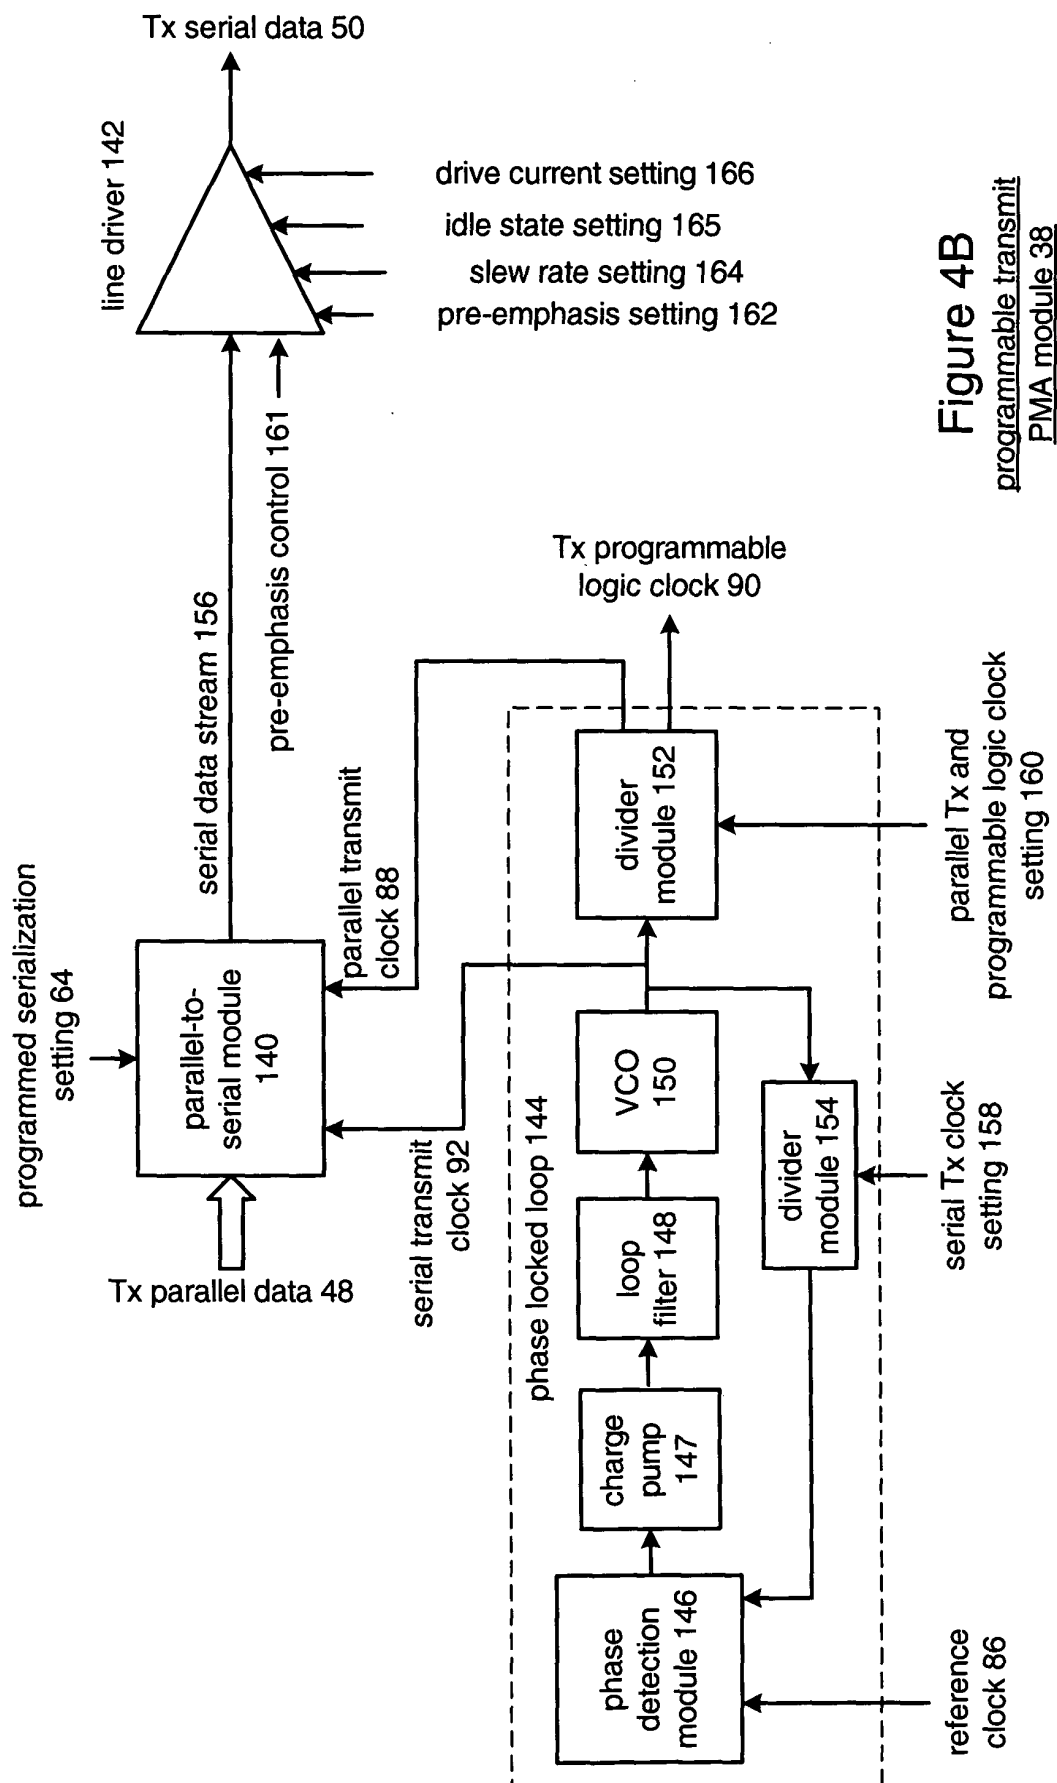 Tx serial data 50
line driver 142
drive current setting 166
idle state setting 165
slew rate setting 164
pre-emphasis setting 162
pre-emphasis control 161
serial data stream 156
programmed serialization
setting 64
parallel-to-
serial module
140
Tx parallel data 48
parallel transmit
clock 88
serial transmit
clock 92
Tx programmable
logic clock 90
phase locked loop 144
divider
module 152
VCO
150
loop
filter 148
charge
pump
147
phase
detection
module 146
divider
module 154
parallel Tx and
programmable logic clock
setting 160
serial Tx clock
setting 158
reference
clock 86
Figure 4B
programmable transmit
PMA module 38